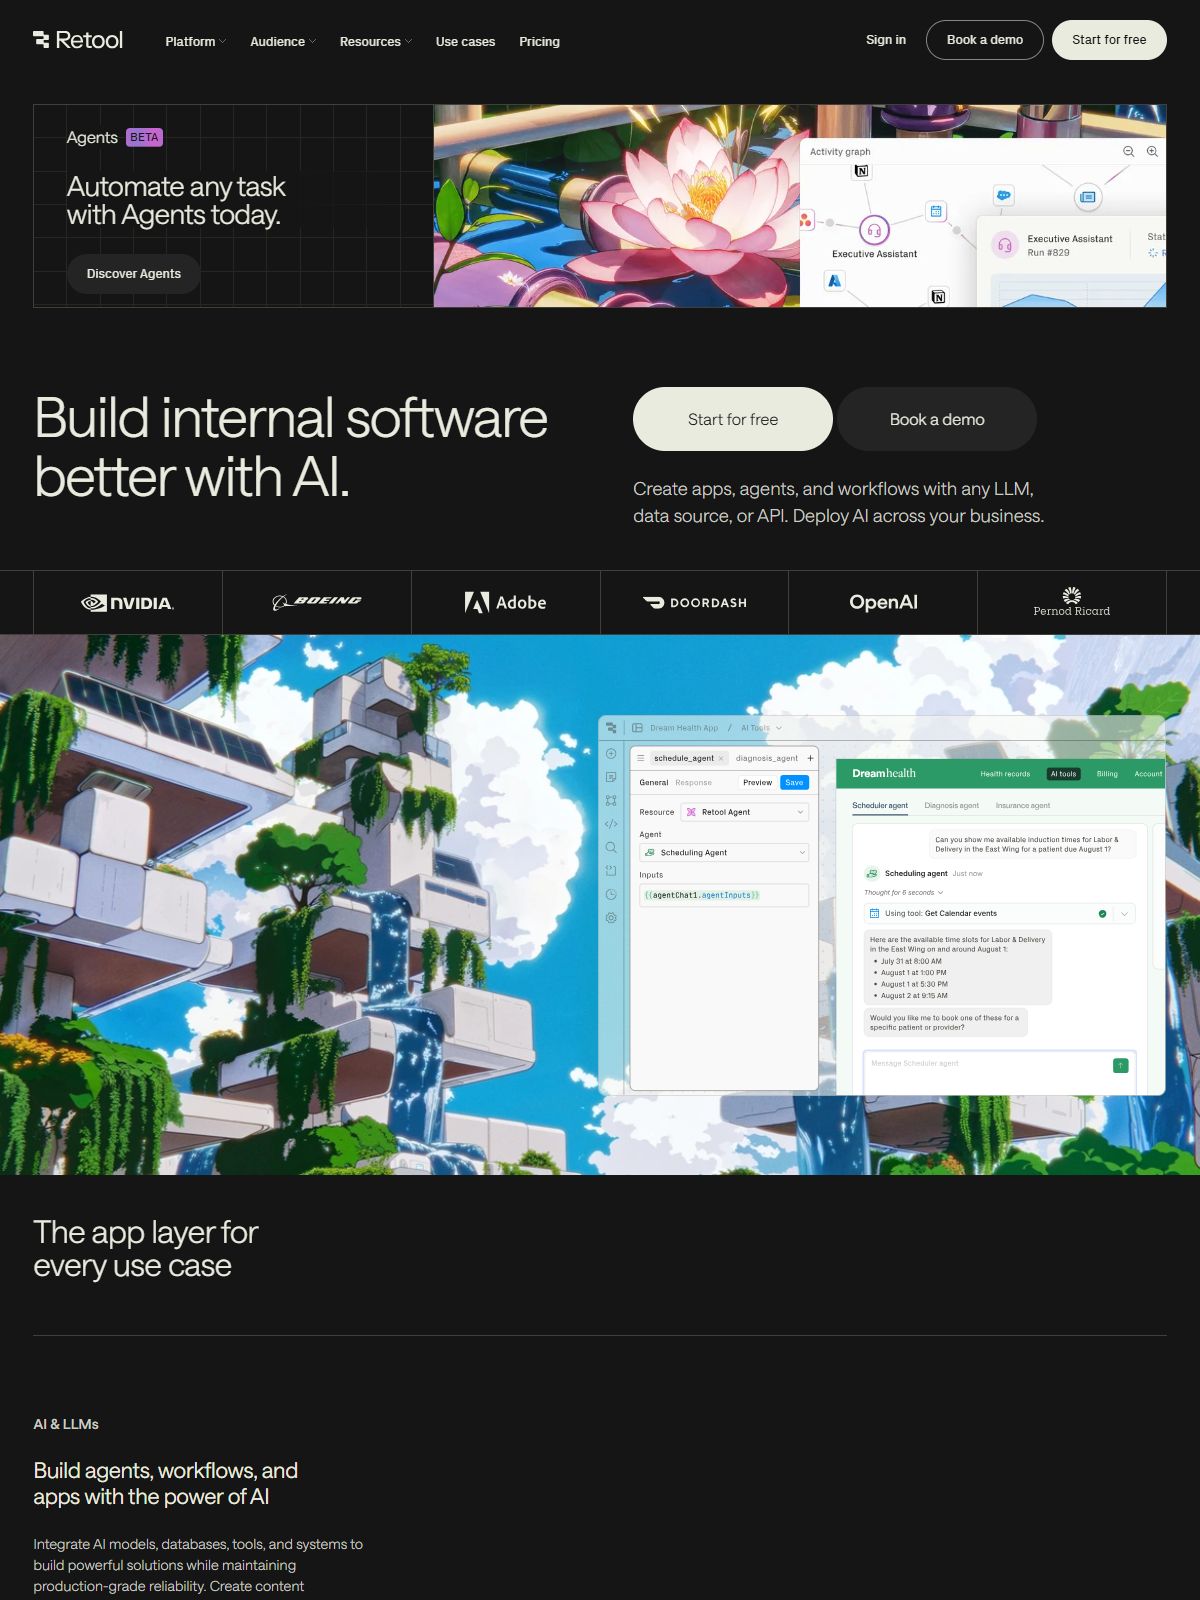 Retool
Platform
Audience
Resources
Use cases
Pricing
Sign in
Book a demo
Start for free
Agents BETA
Automate any task
with Agents today.
Discover Agents
Activity graph
Executive Assistant
Executive Assistant
Run #829
Build internal software
better with AI.
Start for free
Book a demo
Create apps, agents, and workflows with any LLM,
data source, or API. Deploy AI across your business.
NVIDIA.
BOEING
Adobe
DOORDASH
OpenAI
Pernod Ricard
Dream Health App / AI Tools
schedule_agent
diagnosis_agent
General Response
Preview
Save
Resource
Retool Agent
Agent
Scheduling Agent
Inputs
{{agentChat1.agentInputs}}
Dreamhealth
Health records
AI tools
Billing
Account
Scheduler agent
Diagnosis agent
Insurance agent
Can you show me available induction times for Labor &
Delivery in the East Wing for a patient due August 1?
Scheduling agent Just now
Thought for 6 seconds
Using tool: Get Calendar events
Here are the available time slots for Labor & Delivery
in the East Wing on and around August 1:
• July 31 at 8:00 AM
• August 1 at 1:00 PM
• August 1 at 5:30 PM
• August 2 at 9:15 AM
Would you like me to book one of these for a
specific patient or provider?
Message Scheduler agent
The app layer for
every use case
AI & LLMs
Build agents, workflows, and
apps with the power of AI
Integrate AI models, databases, tools, and systems to
build powerful solutions while maintaining
production-grade reliability. Create content